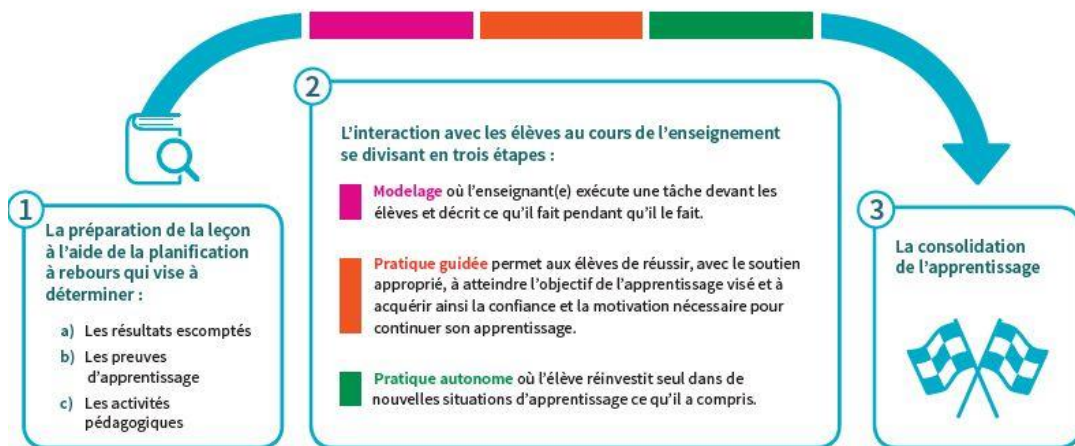 1
La préparation de la leçon
à l'aide de la planification
à rebours qui vise à
déterminer :
a) Les résultats escomptés
b) Les preuves
d'apprentissage
c) Les activités
pédagogiques
2
L'interaction avec les élèves au cours de l'enseignement
se divisant en trois étapes :
Modelage où l'enseignant(e) exécute une tâche devant les
élèves et décrit ce qu'il fait pendant qu'il le fait.
Pratique guidée permet aux élèves de réussir, avec le soutien
approprié, à atteindre l'objectif de l'apprentissage visé et à
acquérir ainsi la confiance et la motivation nécessaire pour
continuer son apprentissage.
Pratique autonome où l'élève réinvestit seul dans de
nouvelles situations d'apprentissage ce qu'il a compris.
3
La consolidation
de l'apprentissage